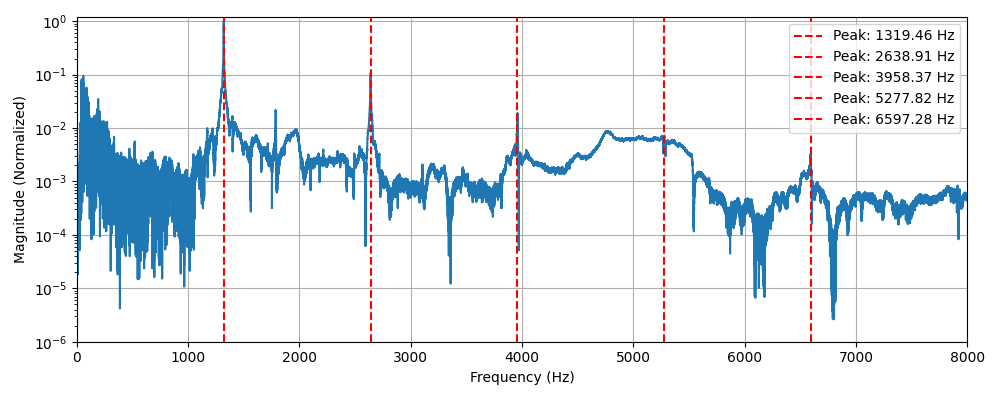 Magnitude (Normalized)
10⁰
10⁻¹
10⁻²
10⁻³
10⁻⁴
10⁻⁵
10⁻⁶
Peak: 1319.46 Hz
Peak: 2638.91 Hz
Peak: 3958.37 Hz
Peak: 5277.82 Hz
Peak: 6597.28 Hz
0 1000 2000 3000 4000 5000 6000 7000 8000
Frequency (Hz)